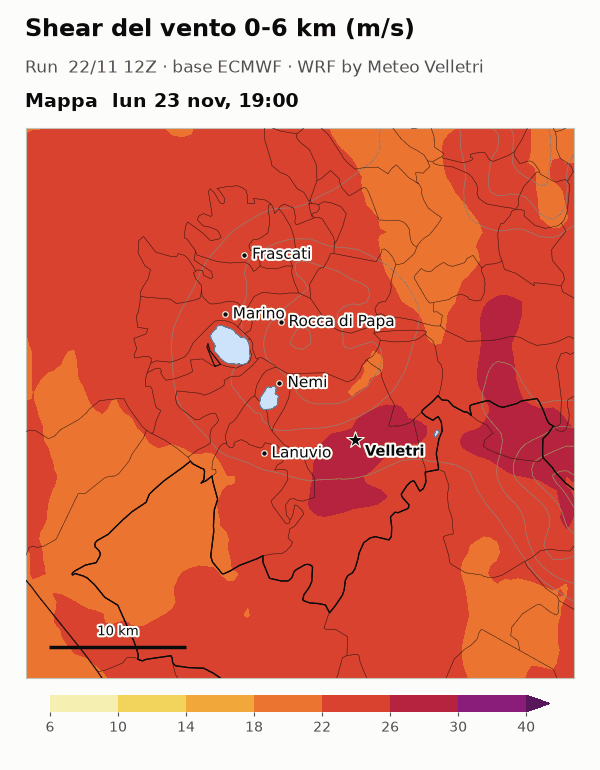 Shear del vento 0-6 km (m/s)
Run  22/11 12Z · base ECMWF · WRF by Meteo Velletri
Mappa  lun 23 nov, 19:00
Frascati
Marino
Rocca di Papa
Nemi
Velletri
Lanuvio
10 km
6 10 14 18 22 26 30 40